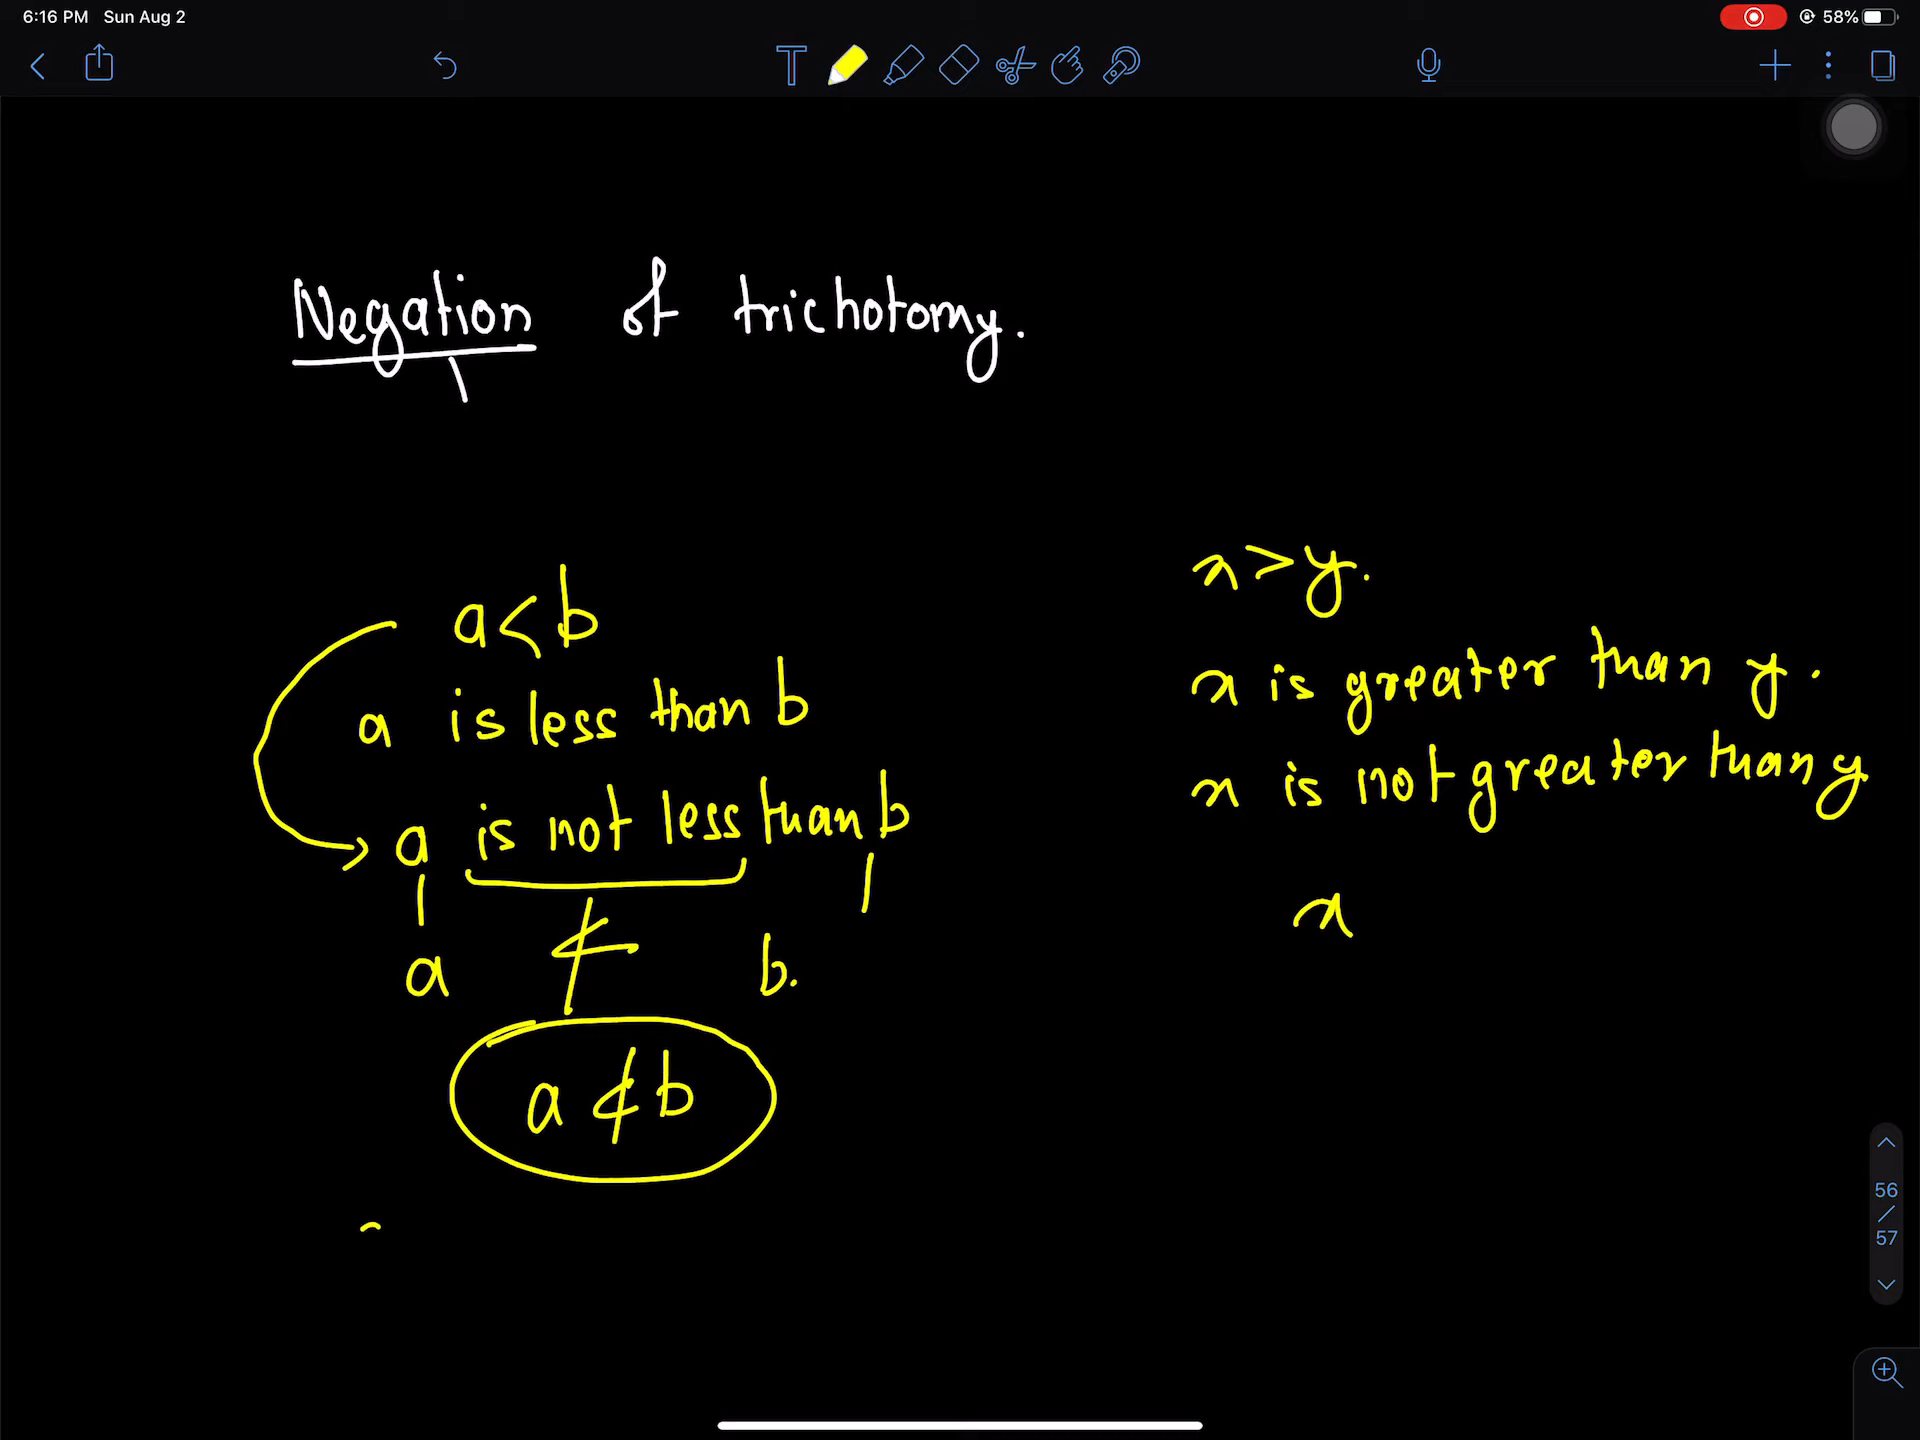 6:16 PM Sun Aug 2
58%
Negation of trichotomy.
a < b
a is less than b
a is not less than b
a ≮ b.
a ≮ b
x > y.
x is greater than y.
x is not greater than y
x
56
/
57